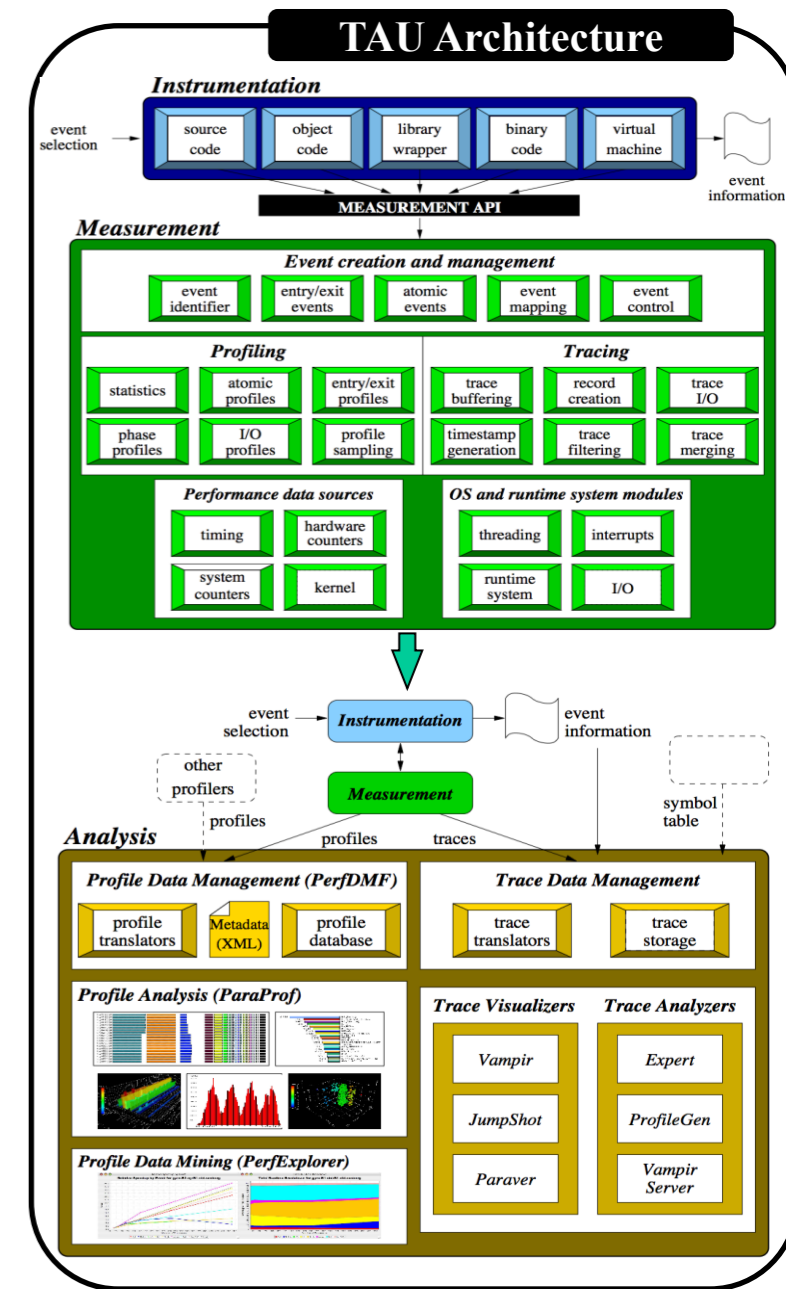 TAU Architecture
Instrumentation
event
selection
source
code
object
code
library
wrapper
binary
code
virtual
machine
event
information
MEASUREMENT API
Measurement
Event creation and management
event
identifier
entry/exit
events
atomic
events
event
mapping
event
control
Profiling
statistics
atomic
profiles
entry/exit
profiles
phase
profiles
I/O
profiles
profile
sampling
Tracing
trace
buffering
record
creation
trace
I/O
timestamp
generation
trace
filtering
trace
merging
Performance data sources
timing
hardware
counters
system
counters
kernel
OS and runtime system modules
threading
interrupts
runtime
system
I/O
event
selection
Instrumentation
event
information
other
profilers
Measurement
symbol
table
profiles
profiles
traces
Analysis
Profile Data Management (PerfDMF)
profile
translators
Metadata
(XML)
profile
database
Trace Data Management
trace
translators
trace
storage
Profile Analysis (ParaProf)
Profile Data Mining (PerfExplorer)
Trace Visualizers
Vampir
JumpShot
Paraver
Trace Analyzers
Expert
ProfileGen
Vampir
Server